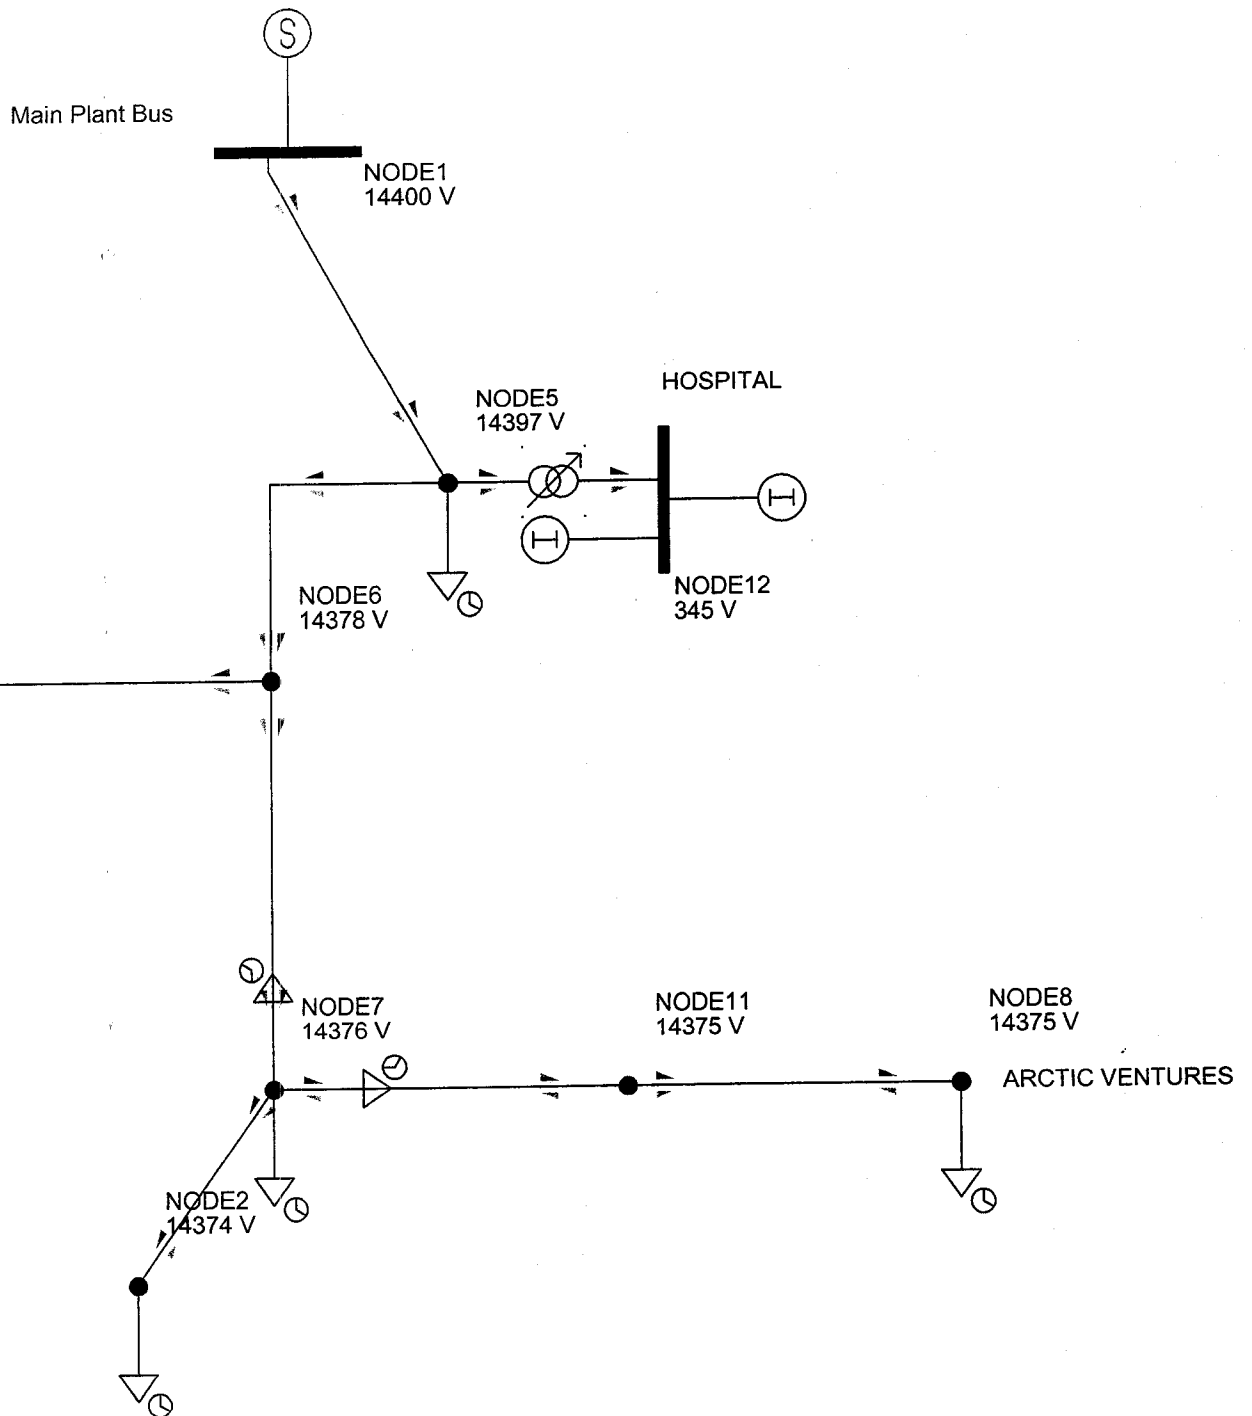 S
Main Plant Bus
NODE1
14400 V
HOSPITAL
NODE5
14397 V
NODE12
345 V
NODE6
14378 V
NODE7
14376 V
NODE11
14375 V
NODE8
14375 V
ARCTIC VENTURES
NODE2
14374 V